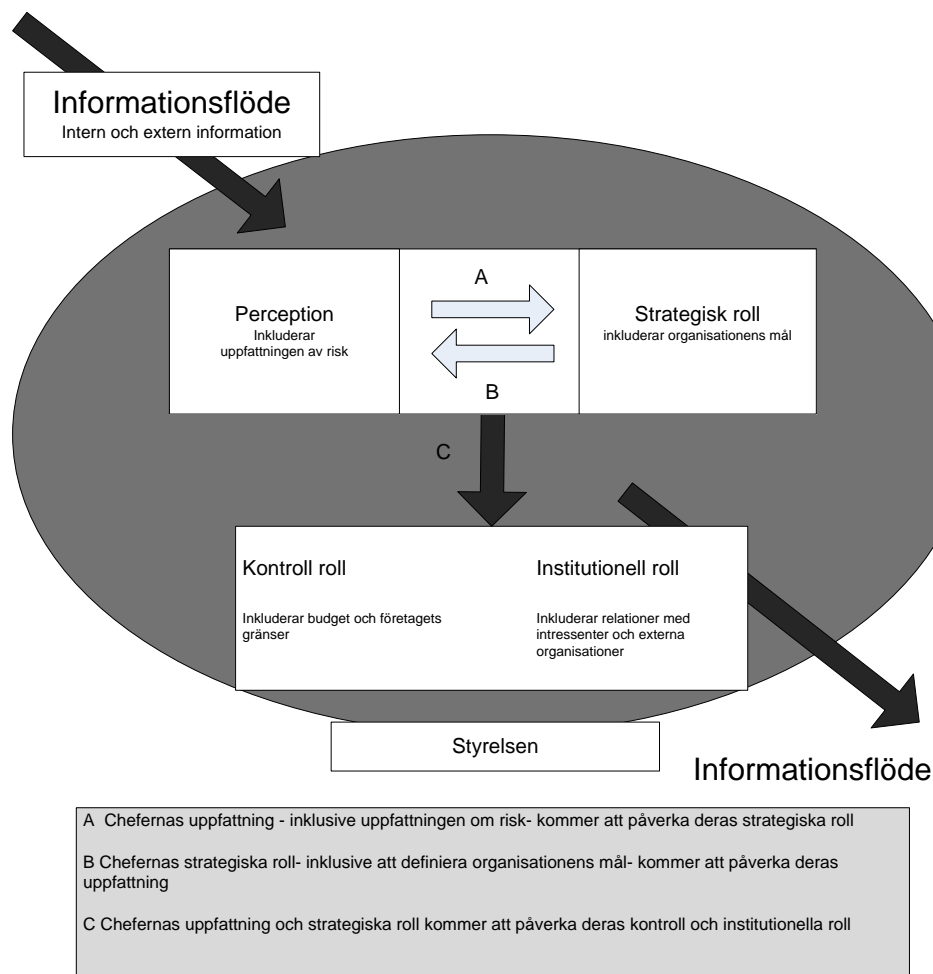 Informationsflöde
Intern och extern information
A
Perception
Inkluderar
uppfattningen av risk
Strategisk roll
inkluderar organisationens mål
B
C
Kontroll roll
Inkluderar budget och företagets
gränser
Institutionell roll
Inkluderar relationer med
intressenter och externa
organisationer
Styrelsen
Informationsflöde
A  Chefernas uppfattning - inklusive uppfattningen om risk- kommer att påverka deras strategiska roll
B Chefernas strategiska roll- inklusive att definiera organisationens mål- kommer att påverka deras
uppfattning
C Chefernas uppfattning och strategiska roll kommer att påverka deras kontroll och institutionella roll